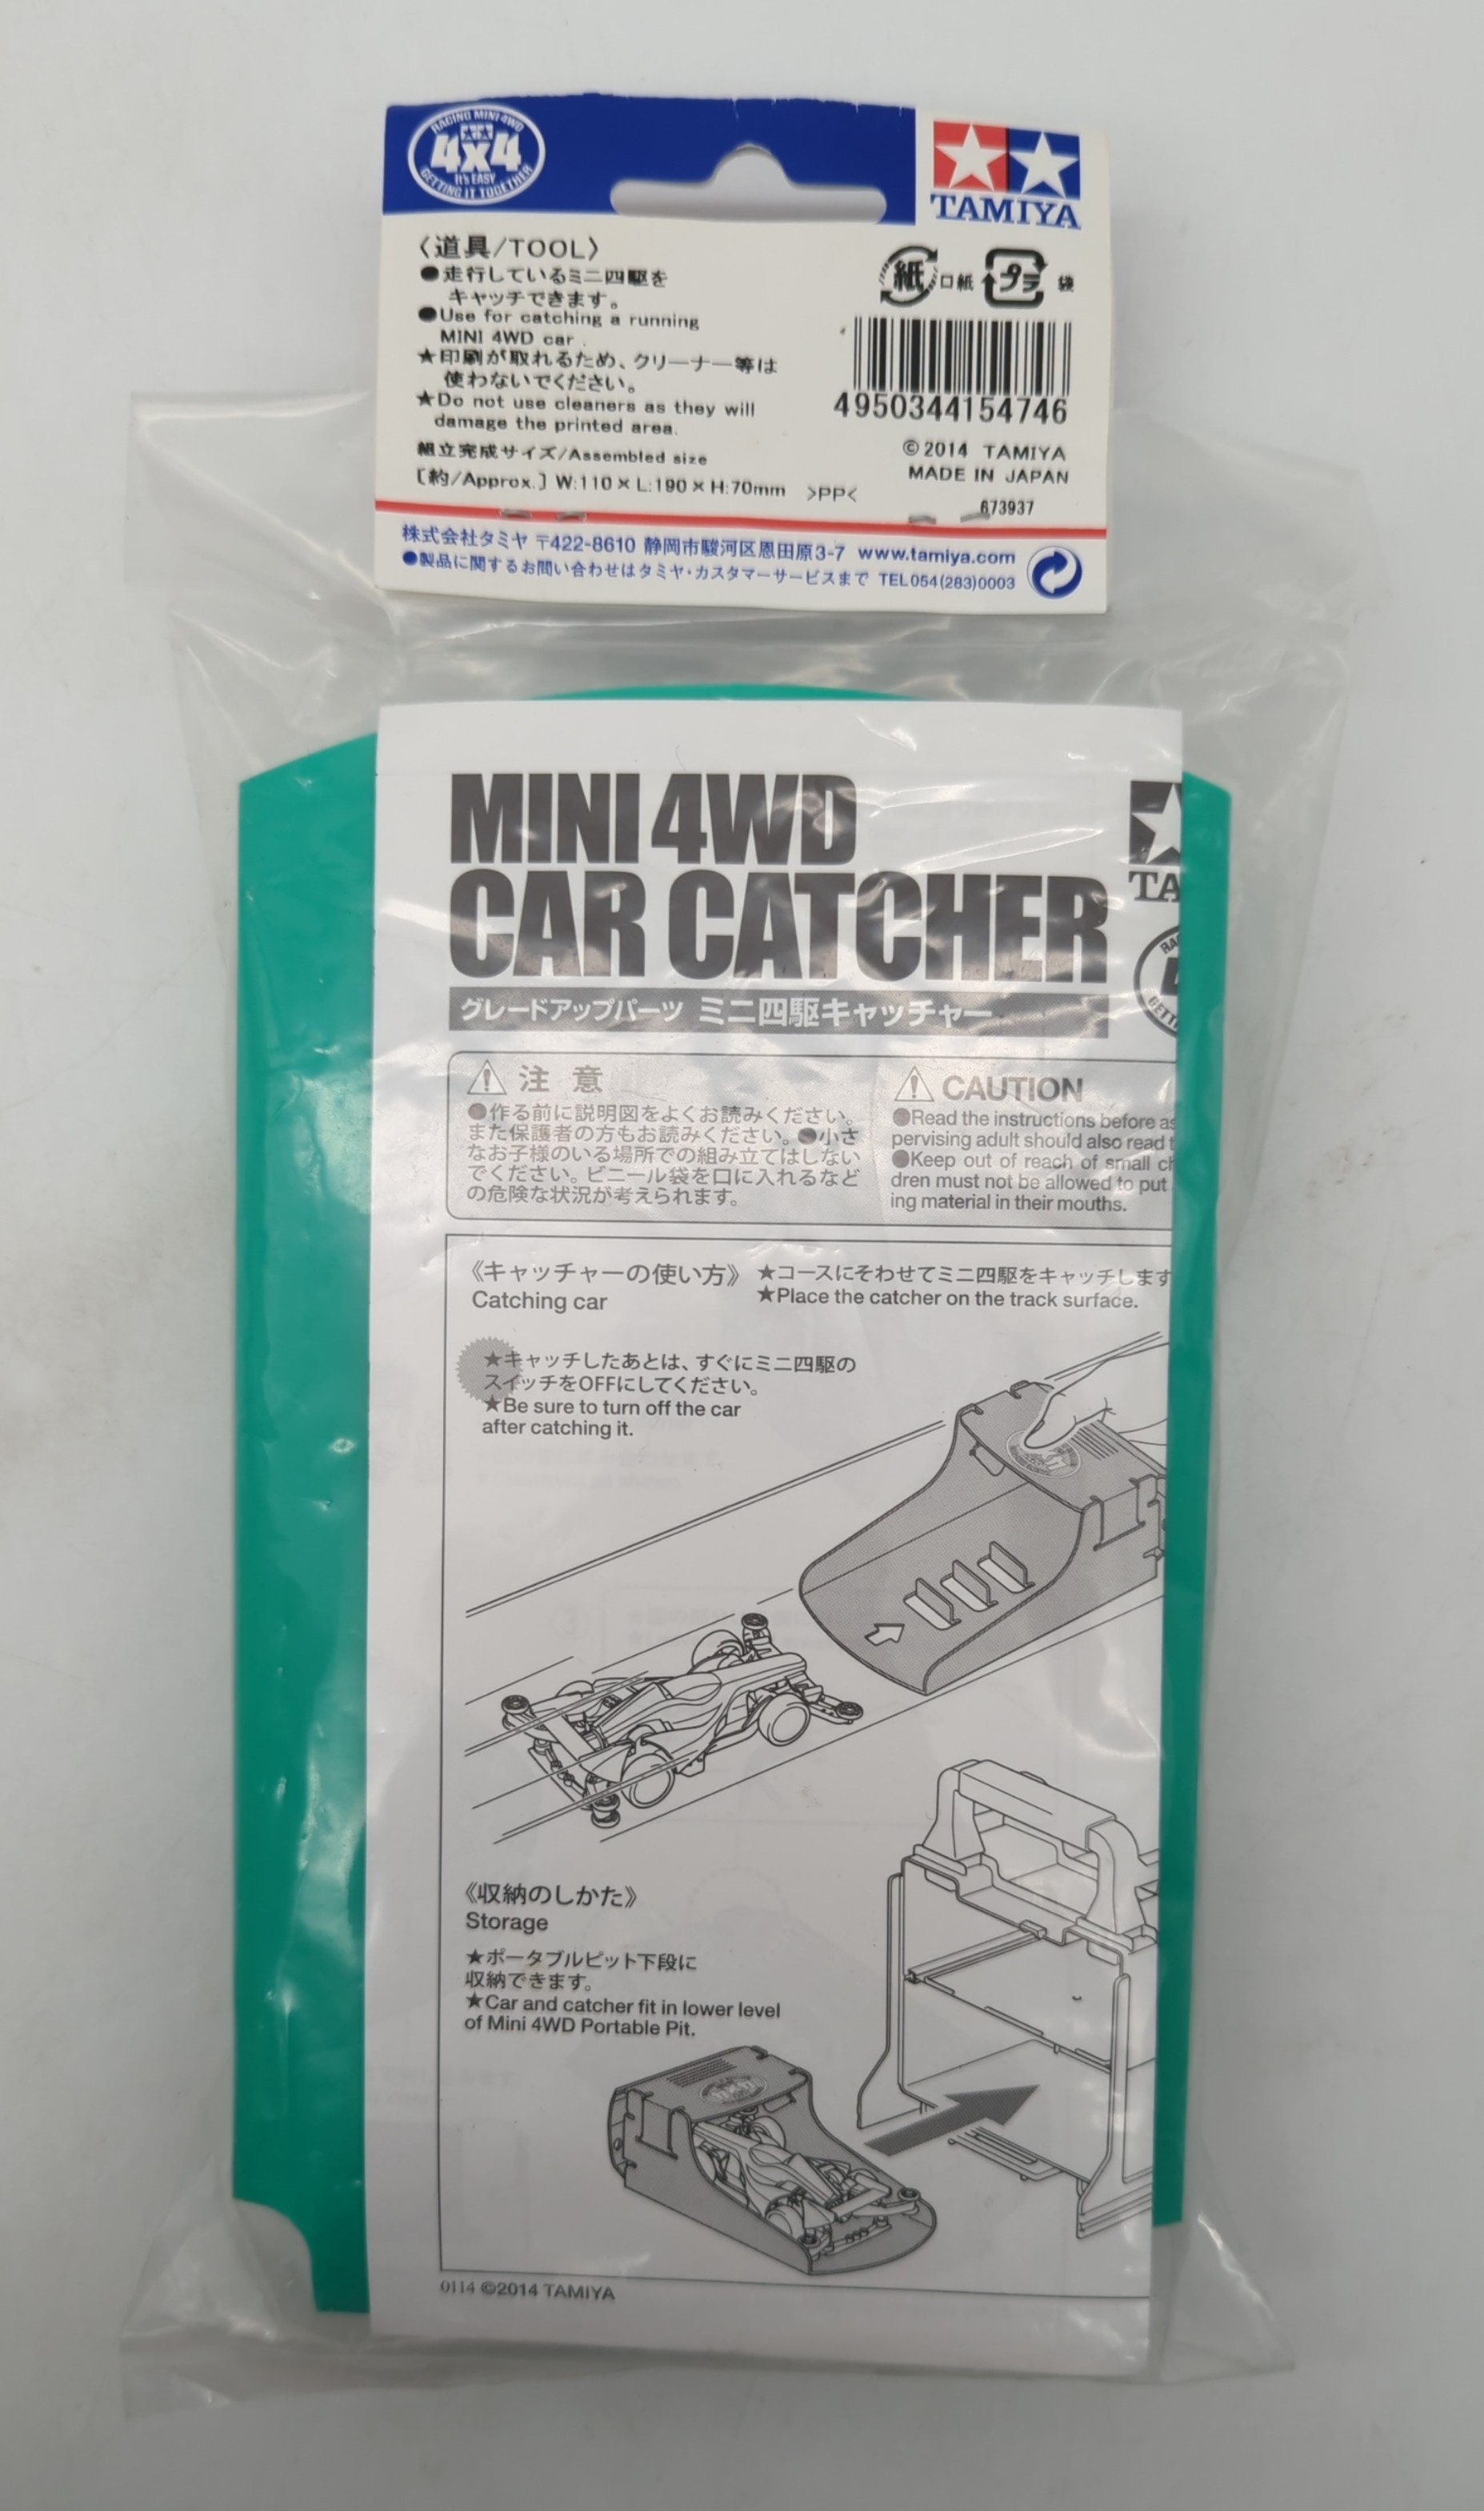 RACING MINI 4WD
4x4
IT'S EASY
GETTING IT TOGETHER
TAMIYA
〈道具/TOOL〉
●走行しているミニ四駆を
キャッチできます。
●Use for catching a running
MINI 4WD car.
★印刷が取れるため、クリーナー等は
使わないでください。
★Do not use cleaners as they will
damage the printed area.
組立完成サイズ/Assembled size
〔約/Approx.〕W:110×L:190×H:70mm >PP<
紙 口紙 プラ 袋
4950344154746
©2014 TAMIYA
MADE IN JAPAN
673937
株式会社タミヤ 〒422-8610 静岡市駿河区恩田原3-7 www.tamiya.com
●製品に関するお問い合わせはタミヤ・カスタマーサービスまで TEL054(283)0003
MINI 4WD
CAR CATCHER
TA
グレードアップパーツ ミニ四駆キャッチャー
注意
●作る前に説明図をよくお読みください。
また保護者の方もお読みください。●小さ
なお子様のいる場所での組み立てはしない
でください。ビニール袋を口に入れるなど
の危険な状況が考えられます。
CAUTION
●Read the instructions before as
pervising adult should also read t
●Keep out of reach of small ch
dren must not be allowed to put
ing material in their mouths.
《キャッチャーの使い方》
Catching car
★コースにそわせてミニ四駆をキャッチします
★Place the catcher on the track surface.
★キャッチしたあとは、すぐにミニ四駆の
スイッチをOFFにしてください。
★Be sure to turn off the car
after catching it.
《収納のしかた》
Storage
★ポータブルピット下段に
収納できます。
★Car and catcher fit in lower level
of Mini 4WD Portable Pit.
0114 ©2014 TAMIYA